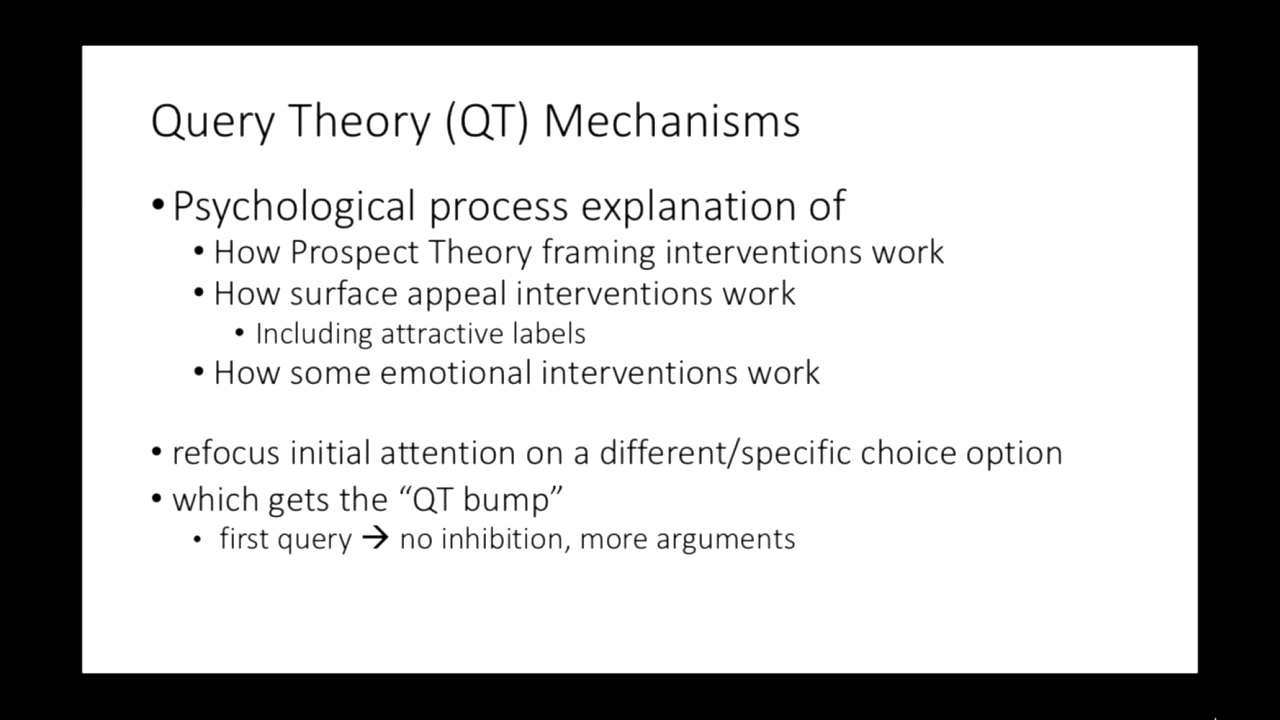 Query Theory (QT) Mechanisms
• Psychological process explanation of
• How Prospect Theory framing interventions work
• How surface appeal interventions work
• Including attractive labels
• How some emotional interventions work
• refocus initial attention on a different/specific choice option
• which gets the “QT bump”
• first query → no inhibition, more arguments